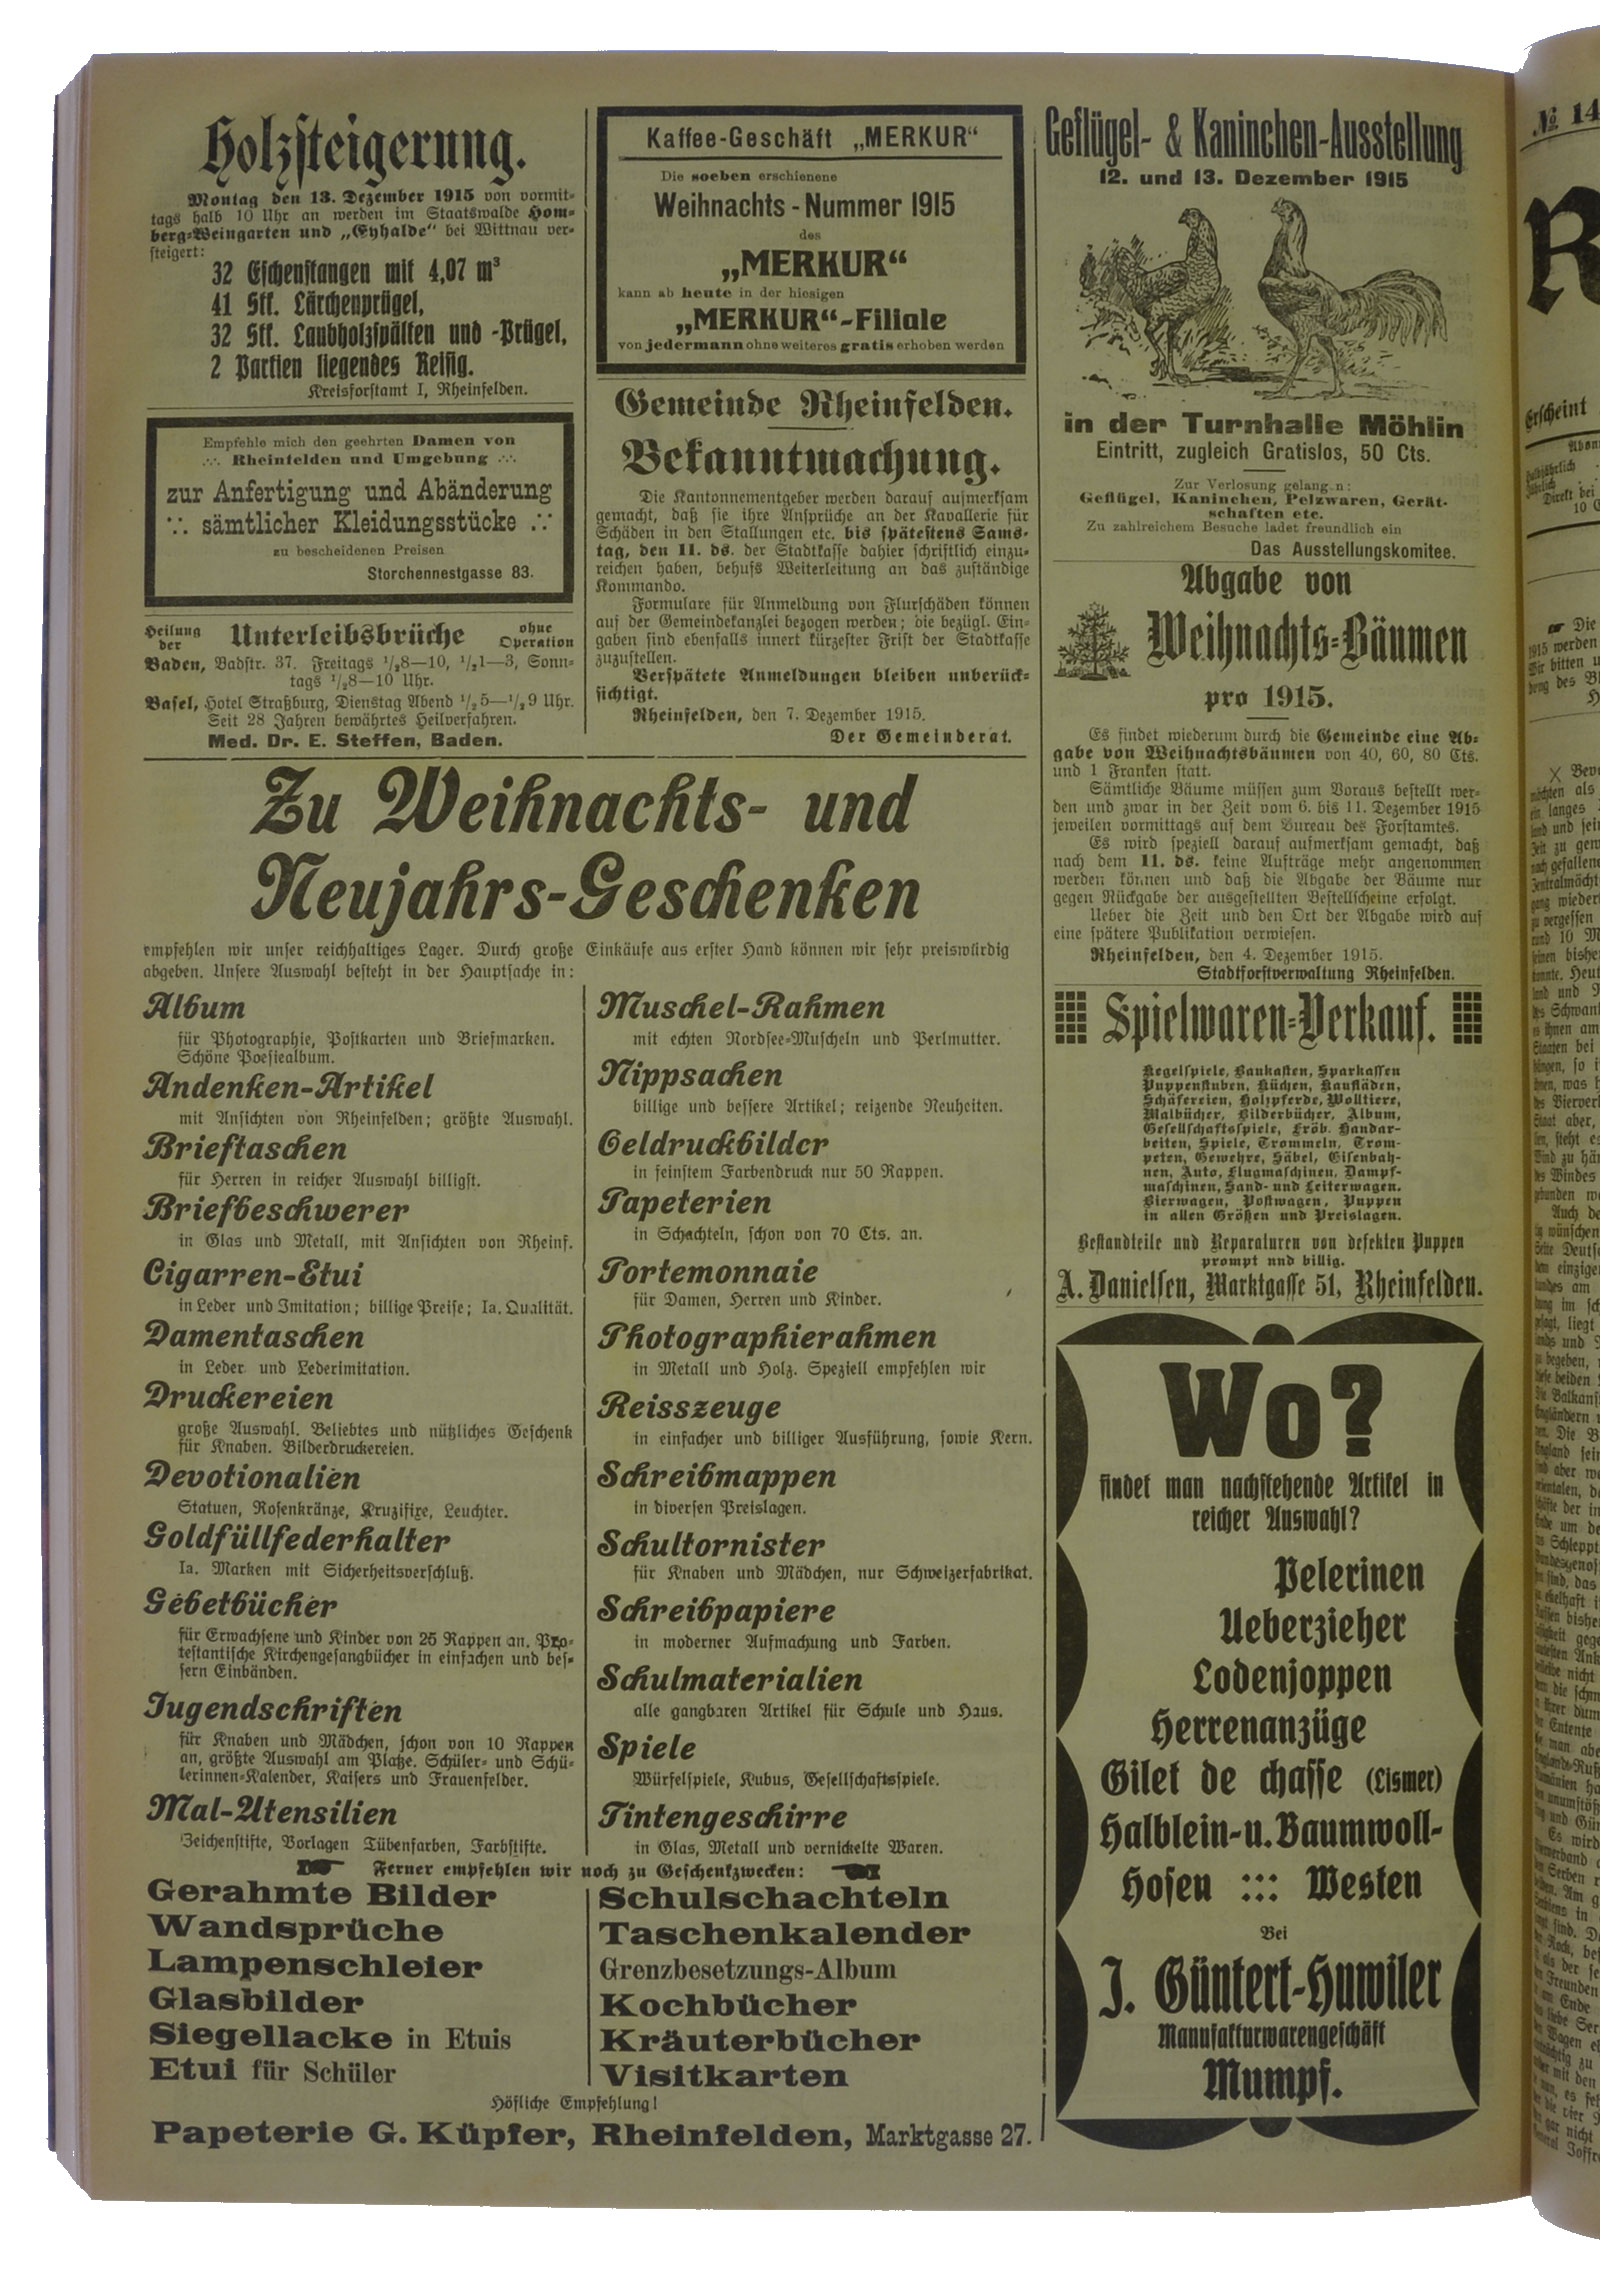 Holzsteigerung.
Montag den 13. Dezember 1915 von vormit-
tags halb 10 Uhr an werden im Staatswalde Hom-
berg-Weingarten und „Eyhalde“ bei Wittnau ver-
steigert:
32 Eschenstangen mit 4,07 m³
41 Stk. Lärchenprügel,
32 Stk. Laubholzspälten und -Prügel,
2 Partien liegendes Reisig.
Kreisforstamt I, Rheinfelden.
Empfehle mich den geehrten Damen von
∴ Rheinfelden und Umgebung ∴
zur Anfertigung und Abänderung
∵ sämtlicher Kleidungsstücke ∵
zu bescheidenen Preisen
Storchennestgasse 83.
Heilung der Unterleibsbrüche ohne Operation
Baden, Badstr. 37. Freitags ½8—10, ½1—3, Sonn-
tags ½8—10 Uhr.
Basel, Hotel Straßburg, Dienstag Abend ½5—½9 Uhr.
Seit 28 Jahren bewährtes Heilverfahren.
Med. Dr. E. Steffen, Baden.
Kaffee-Geschäft „MERKUR“
Die soeben erschienene
Weihnachts-Nummer 1915
des
„MERKUR“
kann ab heute in der hiesigen
„MERKUR“-Filiale
von jedermann ohne weiteres gratis erhoben werden
Gemeinde Rheinfelden.
Bekanntmachung.
Die Kantonnementgeber werden darauf aufmerksam
gemacht, daß sie ihre Ansprüche an der Kavallerie für
Schäden in den Stallungen etc. bis spätestens Sams-
tag, den 11. ds. der Stadtkasse dahier schriftlich einzu-
reichen haben, behufs Weiterleitung an das zuständige
Kommando.
Formulare für Anmeldung von Flurschäden können
auf der Gemeindekanzlei bezogen werden; die bezügl. Ein-
gaben sind ebenfalls innert kürzester Frist der Stadtkasse
zuzustellen.
Verspätete Anmeldungen bleiben unberück-
sichtigt.
Rheinfelden, den 7. Dezember 1915.
Der Gemeinderat.
Zu Weihnachts- und
Neujahrs-Geschenken
empfehlen wir unser reichhaltiges Lager. Durch große Einkäufe aus erster Hand können wir sehr preiswürdig
abgeben. Unsere Auswahl besteht in der Hauptsache in:
Album
für Photographie, Postkarten und Briefmarken.
Schöne Poesiealbum.
Andenken-Artikel
mit Ansichten von Rheinfelden; größte Auswahl.
Brieftaschen
für Herren in reicher Auswahl billigst.
Briefbeschwerer
in Glas und Metall, mit Ansichten von Rheinf.
Cigarren-Etui
in Leder und Imitation; billige Preise; Ia. Qualität.
Damentaschen
in Leder und Lederimitation.
Druckereien
große Auswahl. Beliebtes und nützliches Geschenk
für Knaben. Bilderdruckereien.
Devotionalien
Statuen, Rosenkränze, Kruzifixe, Leuchter.
Goldfüllfederhalter
Ia. Marken mit Sicherheitsverschluß.
Gebetbücher
für Erwachsene und Kinder von 25 Rappen an. Pro-
testantische Kirchengesangbücher in einfachen und bes-
sern Einbänden.
Jugendschriften
für Knaben und Mädchen, schon von 10 Rappen
an, größte Auswahl am Platze. Schüler- und Schü-
lerinnen-Kalender, Kaisers und Frauenfelder.
Mal-Utensilien
Zeichenstifte, Vorlagen Tübenfarben, Farbstifte.
Muschel-Rahmen
mit echten Nordsee-Muscheln und Perlmutter.
Nippsachen
billige und bessere Artikel; reizende Neuheiten.
Oeldruckbilder
in feinstem Farbendruck nur 50 Rappen.
Papeterien
in Schachteln, schon von 70 Cts. an.
Portemonnaie
für Damen, Herren und Kinder.
Photographierahmen
in Metall und Holz. Speziell empfehlen wir
Reisszeuge
in einfacher und billiger Ausführung, sowie Kern.
Schreibmappen
in diversen Preislagen.
Schultornister
für Knaben und Mädchen, nur Schweizerfabrikat.
Schreibpapiere
in moderner Aufmachung und Farben.
Schulmaterialien
alle gangbaren Artikel für Schule und Haus.
Spiele
Würfelspiele, Kubus, Gesellschaftsspiele.
Tintengeschirre
in Glas, Metall und vernickelte Waren.
Ferner empfehlen wir noch zu Geschenkzwecken:
Gerahmte Bilder
Wandsprüche
Lampenschleier
Glasbilder
Siegellacke in Etuis
Etui für Schüler
Schulschachteln
Taschenkalender
Grenzbesetzungs-Album
Kochbücher
Kräuterbücher
Visitkarten
Höfliche Empfehlung!
Papeterie G. Küpfer, Rheinfelden, Marktgasse 27.
Geflügel- & Kaninchen-Ausstellung
12. und 13. Dezember 1915
in der Turnhalle Möhlin
Eintritt, zugleich Gratislos, 50 Cts.
Zur Verlosung gelang n:
Geflügel, Kaninchen, Pelzwaren, Gerät-
schaften etc.
Zu zahlreichem Besuche ladet freundlich ein
Das Ausstellungskomitee.
Abgabe von
Weihnachts-Bäumen
pro 1915.
Es findet wiederum durch die Gemeinde eine Ab-
gabe von Weihnachtsbäumen von 40, 60, 80 Cts.
und 1 Franken statt.
Sämtliche Bäume müssen zum Voraus bestellt wer-
den und zwar in der Zeit vom 6. bis 11. Dezember 1915
jeweilen vormittags auf dem Bureau des Forstamtes.
Es wird speziell darauf aufmerksam gemacht, daß
nach dem 11. ds. keine Aufträge mehr angenommen
werden können und daß die Abgabe der Bäume nur
gegen Rückgabe der ausgestellten Bestellscheine erfolgt.
Ueber die Zeit und den Ort der Abgabe wird auf
eine spätere Publikation verwiesen.
Rheinfelden, den 4. Dezember 1915.
Stadtforstverwaltung Rheinfelden.
Spielwaren-Verkauf.
Kegelspiele, Baukasten, Sparkassen
Puppenstuben, Küchen, Kaufläden,
Schäfereien, Holzpferde, Wolltiere,
Malbücher, Bilderbücher, Album,
Gesellschaftsspiele, Fröb. Handar-
beiten, Spiele, Trommeln, Trom-
peten, Gewehre, Säbel, Eisenbah-
nen, Auto, Flugmaschinen, Dampf-
maschinen, Sand- und Leiterwagen.
Bierwagen, Postwagen, Puppen
in allen Größen und Preislagen.
Bestandteile und Reparaturen von defekten Puppen
prompt und billig.
A. Danielsen, Marktgasse 51, Rheinfelden.
Wo?
findet man nachstehende Artikel in
reicher Auswahl?
Pelerinen
Ueberzieher
Lodenjoppen
Herrenanzüge
Gilet de chasse (Lismer)
Halblein- u. Baumwoll-
Hosen ::: Westen
Bei
J. Güntert-Huwiler
Manufakturwarengeschäft
Mumpf.
№ 14
R
Erscheint